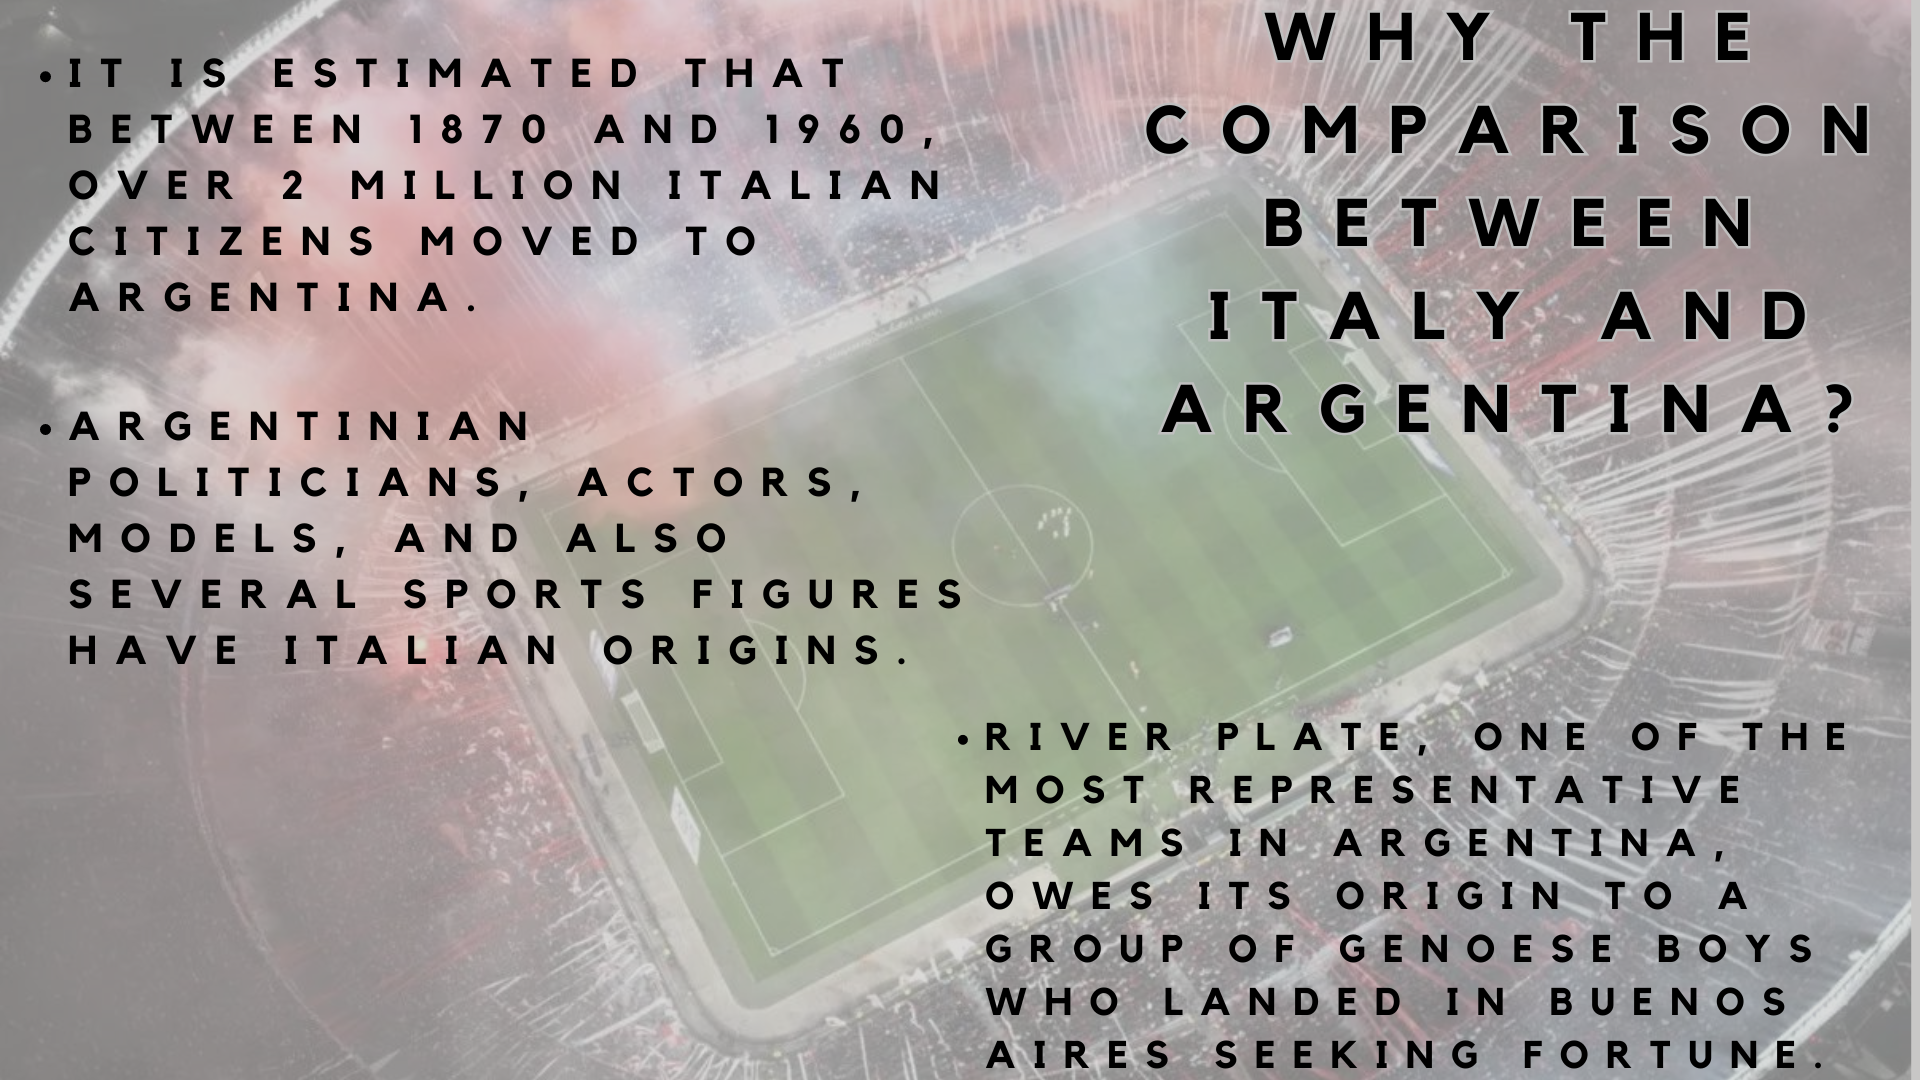 WHY THE
COMPARISON
BETWEEN
ITALY AND
ARGENTINA?
• IT IS ESTIMATED THAT
BETWEEN 1870 AND 1960,
OVER 2 MILLION ITALIAN
CITIZENS MOVED TO
ARGENTINA.
• ARGENTINIAN
POLITICIANS, ACTORS,
MODELS, AND ALSO
SEVERAL SPORTS FIGURES
HAVE ITALIAN ORIGINS.
• RIVER PLATE, ONE OF THE
MOST REPRESENTATIVE
TEAMS IN ARGENTINA,
OWES ITS ORIGIN TO A
GROUP OF GENOESE BOYS
WHO LANDED IN BUENOS
AIRES SEEKING FORTUNE.